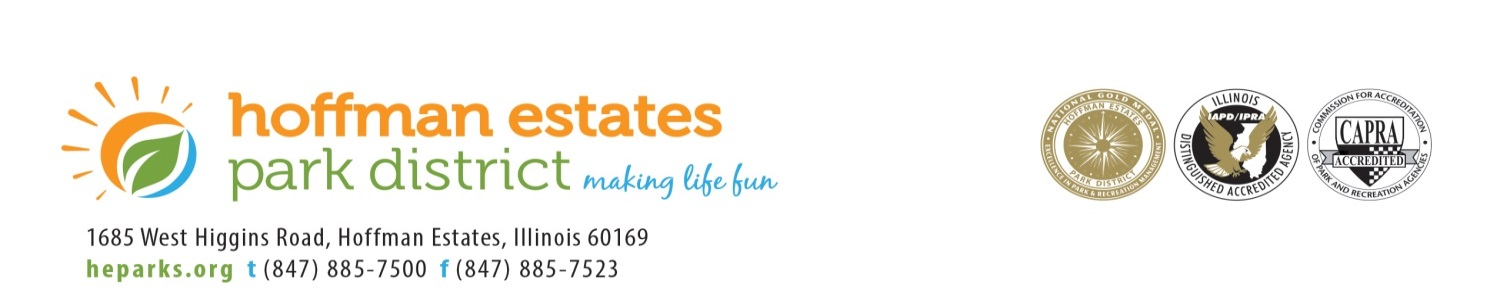 hoffman estates
park district making life fun
1685 West Higgins Road, Hoffman Estates, Illinois 60169
heparks.org t (847) 885-7500 f (847) 885-7523
NATIONAL GOLD MEDAL
EXCELLENCE IN PARK & RECREATION MANAGEMENT
HOFFMAN ESTATES
PARK DISTRICT
ILLINOIS
IAPD/IPRA
DISTINGUISHED ACCREDITED AGENCY
COMMISSION FOR ACCREDITATION
OF PARK AND RECREATION AGENCIES
CAPRA
ACCREDITED